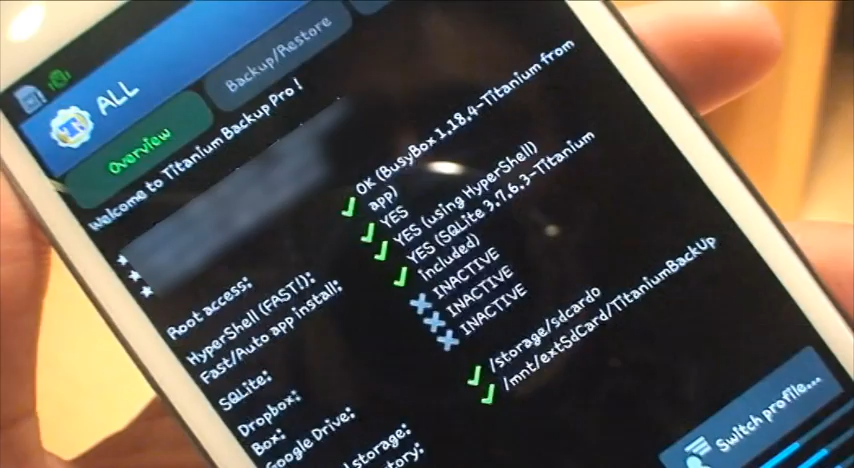 ALL
Overview
Backup/Restore
Welcome to Titanium Backup Pro!
Root access: OK (BusyBox 1.18.4-Titanium from
app)
HyperShell (FAST!): YES
Fast/Auto app install: YES (using HyperShell)
SQLite: YES (SQLite 3.7.6.3-Titanium
included)
Dropbox: INACTIVE
Box: INACTIVE
Google Drive: INACTIVE
storage: /storage/sdcard0
/mnt/extSdCard/TitaniumBackup
Switch profile...